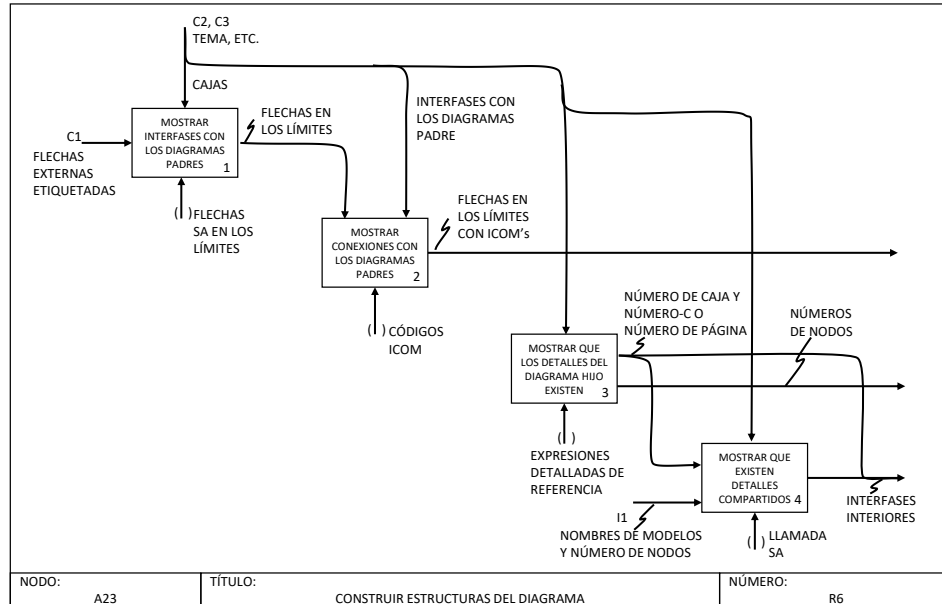 C2, C3
TEMA, ETC.
CAJAS
C1
FLECHAS
EXTERNAS
ETIQUETADAS
MOSTRAR
INTERFASES CON
LOS DIAGRAMAS
PADRES
1
FLECHAS EN
LOS LÍMITES
INTERFASES CON
LOS DIAGRAMAS
PADRE
( ) FLECHAS
SA EN LOS
LÍMITES
MOSTRAR
CONEXIONES CON
LOS DIAGRAMAS
PADRES
2
FLECHAS EN
LOS LÍMITES
CON ICOM's
( ) CÓDIGOS
ICOM
NÚMERO DE CAJA Y
NÚMERO-C O
NÚMERO DE PÁGINA
NÚMEROS
DE NODOS
MOSTRAR QUE
LOS DETALLES DEL
DIAGRAMA HIJO
EXISTEN
3
( )
EXPRESIONES
DETALLADAS DE
REFERENCIA
MOSTRAR QUE
EXISTEN
DETALLES
COMPARTIDOS 4
INTERFASES
INTERIORES
I1
NOMBRES DE MODELOS
Y NÚMERO DE NODOS
( ) LLAMADA
SA
NODO:
A23
TÍTULO:
CONSTRUIR ESTRUCTURAS DEL DIAGRAMA
NÚMERO:
R6